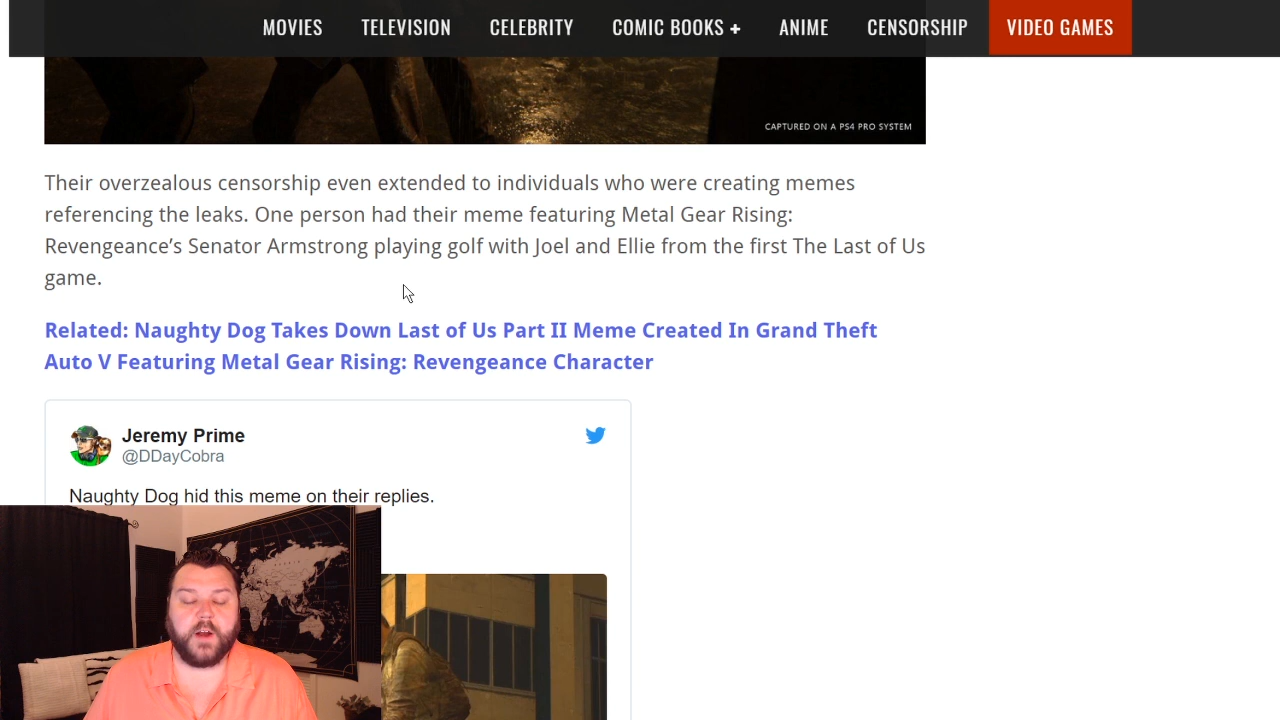 MOVIES TELEVISION CELEBRITY COMIC BOOKS + ANIME CENSORSHIP VIDEO GAMES
CAPTURED ON A PS4 PRO SYSTEM
Their overzealous censorship even extended to individuals who were creating memes
referencing the leaks. One person had their meme featuring Metal Gear Rising:
Revengeance’s Senator Armstrong playing golf with Joel and Ellie from the first The Last of Us
game.
Related: Naughty Dog Takes Down Last of Us Part II Meme Created In Grand Theft
Auto V Featuring Metal Gear Rising: Revengeance Character
Jeremy Prime
@DDayCobra
Naughty Dog hid this meme on their replies.